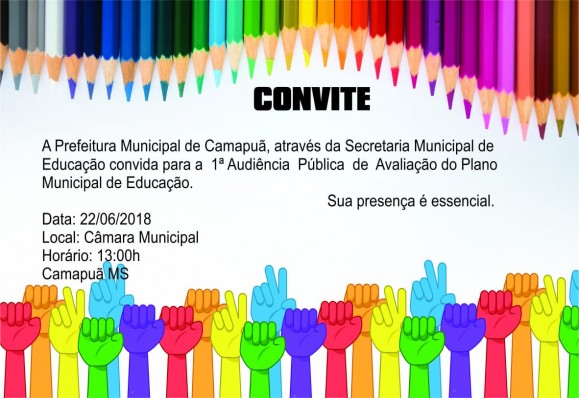 CONVITE
A Prefeitura Municipal de Camapuã, através da Secretaria Municipal de
Educação convida para a 1ª Audiência Pública de Avaliação do Plano
Municipal de Educação.
Sua presença é essencial.
Data: 22/06/2018
Local: Câmara Municipal
Horário: 13:00h
Camapuã MS